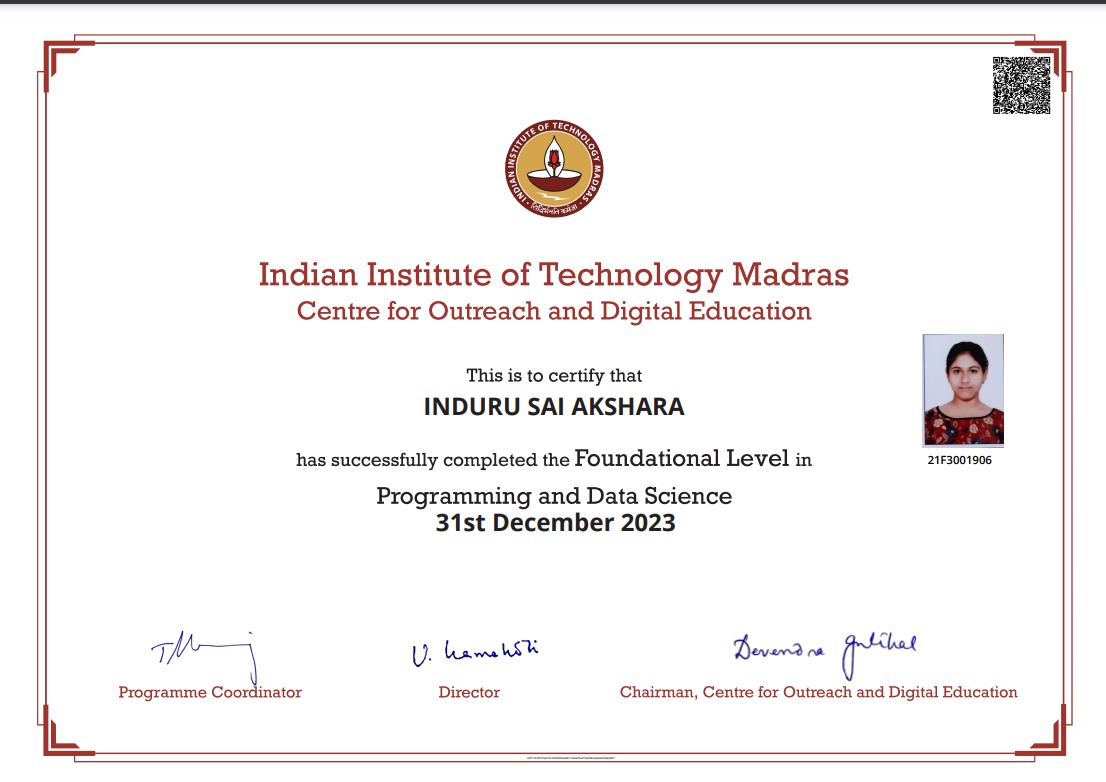 INDIAN INSTITUTE OF TECHNOLOGY MADRAS
सिद्धिर्भवति कर्मजा
Indian Institute of Technology Madras
Centre for Outreach and Digital Education
This is to certify that
INDURU SAI AKSHARA
has successfully completed the Foundational Level in
Programming and Data Science
31st December 2023
21F3001906
V. Kamakoti
Devendra Jalihal
Programme Coordinator
Director
Chairman, Centre for Outreach and Digital Education